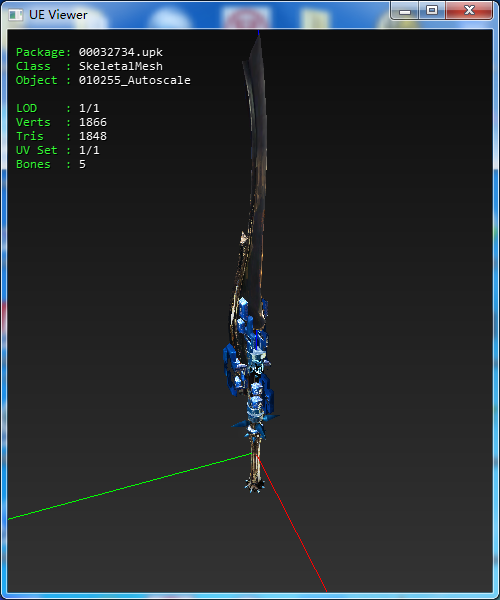 UE Viewer
Package: 00032734.upk
Class : SkeletalMesh
Object : 010255_Autoscale
LOD : 1/1
Verts : 1866
Tris : 1848
UV Set : 1/1
Bones : 5